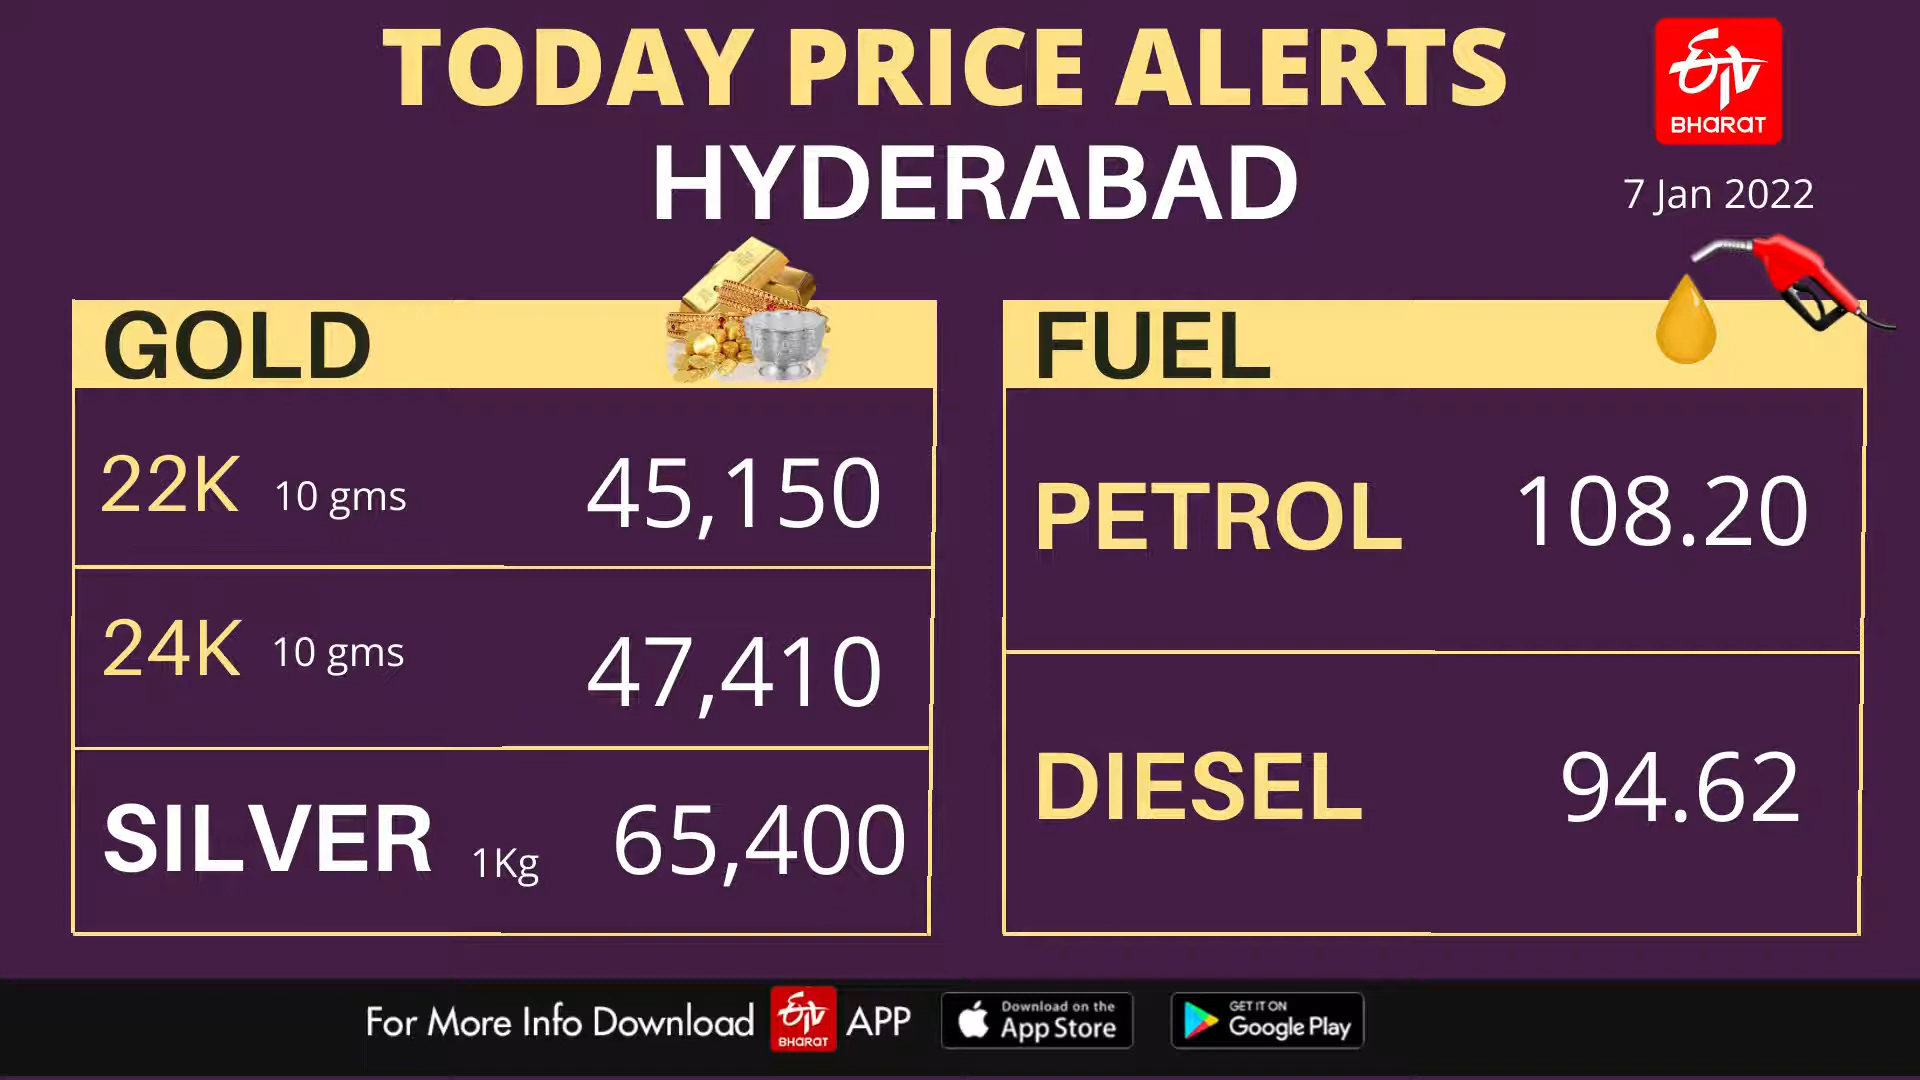 TODAY PRICE ALERTS
HYDERABAD
ETV
BHARAT
7 Jan 2022
GOLD
22K 10 gms 45,150
24K 10 gms 47,410
SILVER 1Kg 65,400
FUEL
PETROL 108.20
DIESEL 94.62
For More Info Download ETV BHARAT APP
Download on the
App Store
GET IT ON
Google Play